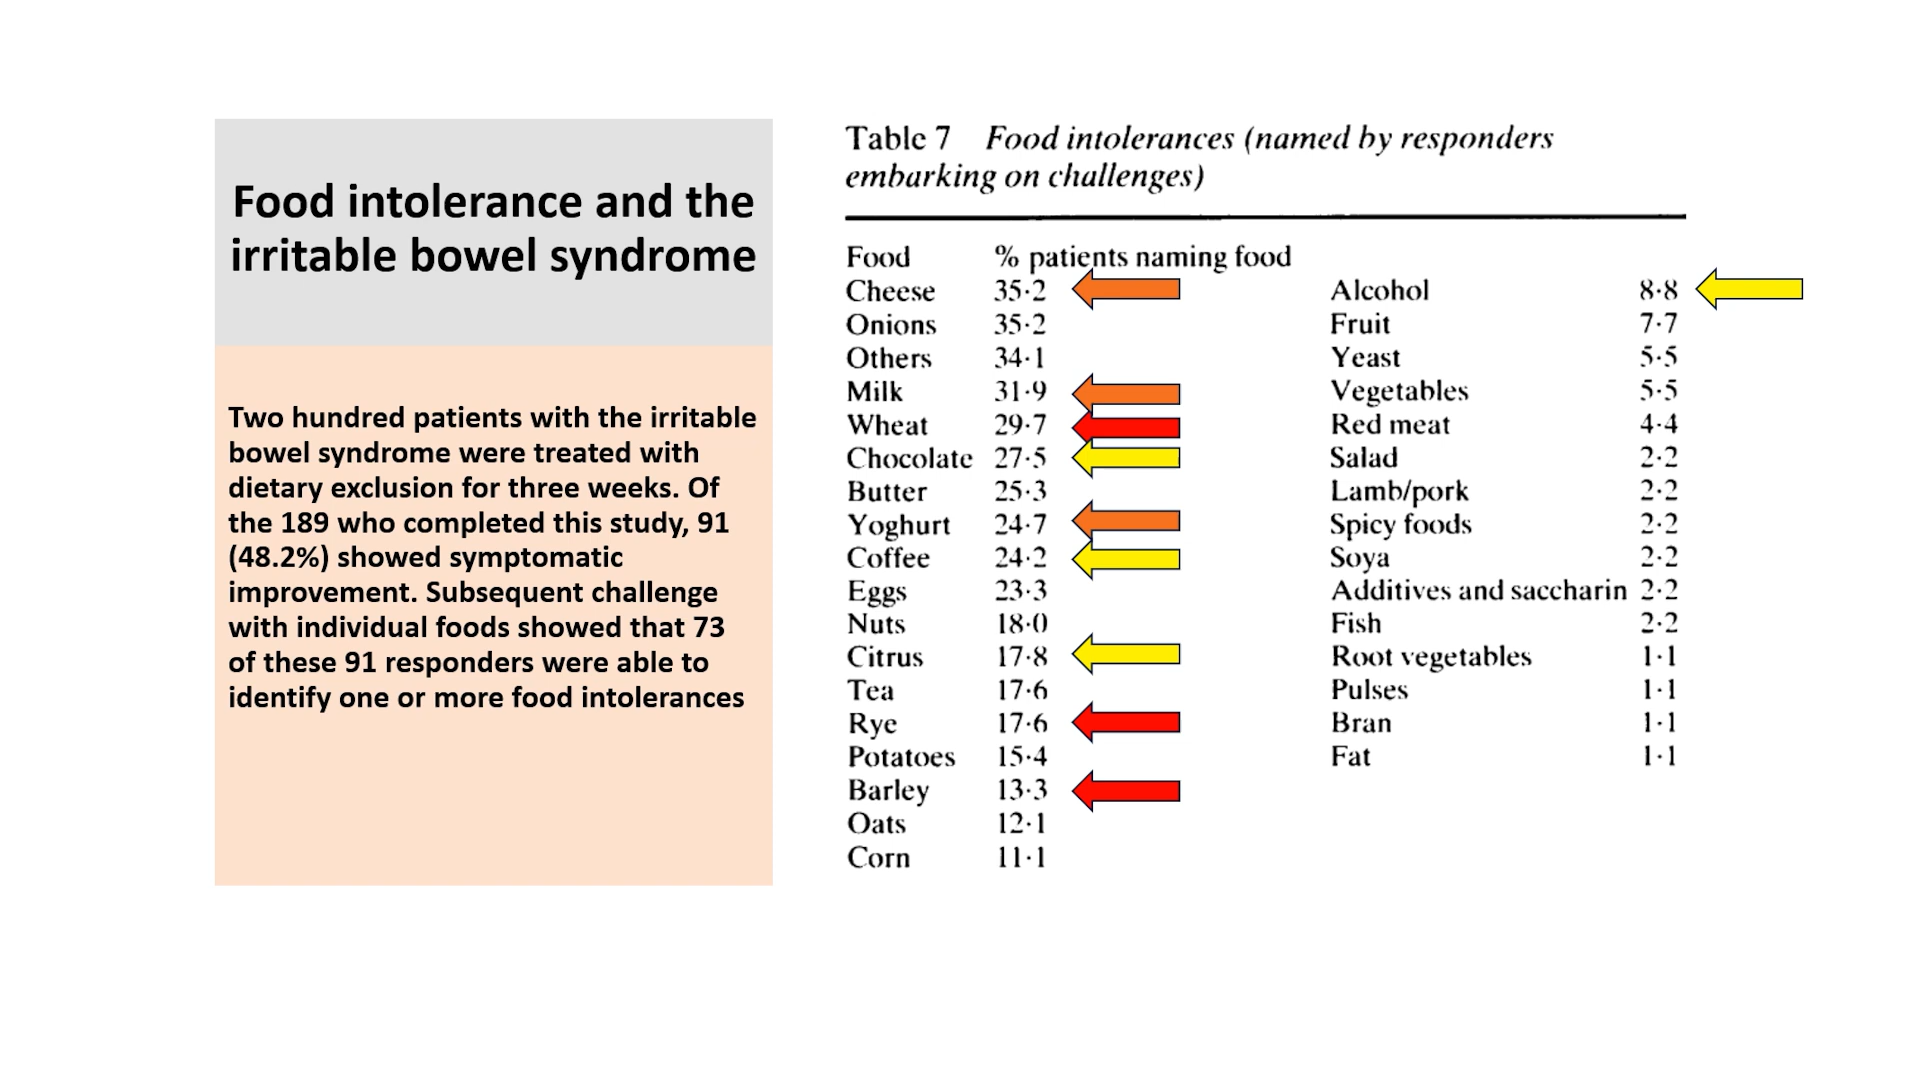 Food intolerance and the
irritable bowel syndrome
Two hundred patients with the irritable
bowel syndrome were treated with
dietary exclusion for three weeks. Of
the 189 who completed this study, 91
(48.2%) showed symptomatic
improvement. Subsequent challenge
with individual foods showed that 73
of these 91 responders were able to
identify one or more food intolerances
Table 7 Food intolerances (named by responders
embarking on challenges)
Food % patients naming food
Cheese 35·2
Onions 35·2
Others 34·1
Milk 31·9
Wheat 29·7
Chocolate 27·5
Butter 25·3
Yoghurt 24·7
Coffee 24·2
Eggs 23·3
Nuts 18·0
Citrus 17·8
Tea 17·6
Rye 17·6
Potatoes 15·4
Barley 13·3
Oats 12·1
Corn 11·1
Alcohol 8·8
Fruit 7·7
Yeast 5·5
Vegetables 5·5
Red meat 4·4
Salad 2·2
Lamb/pork 2·2
Spicy foods 2·2
Soya 2·2
Additives and saccharin 2·2
Fish 2·2
Root vegetables 1·1
Pulses 1·1
Bran 1·1
Fat 1·1